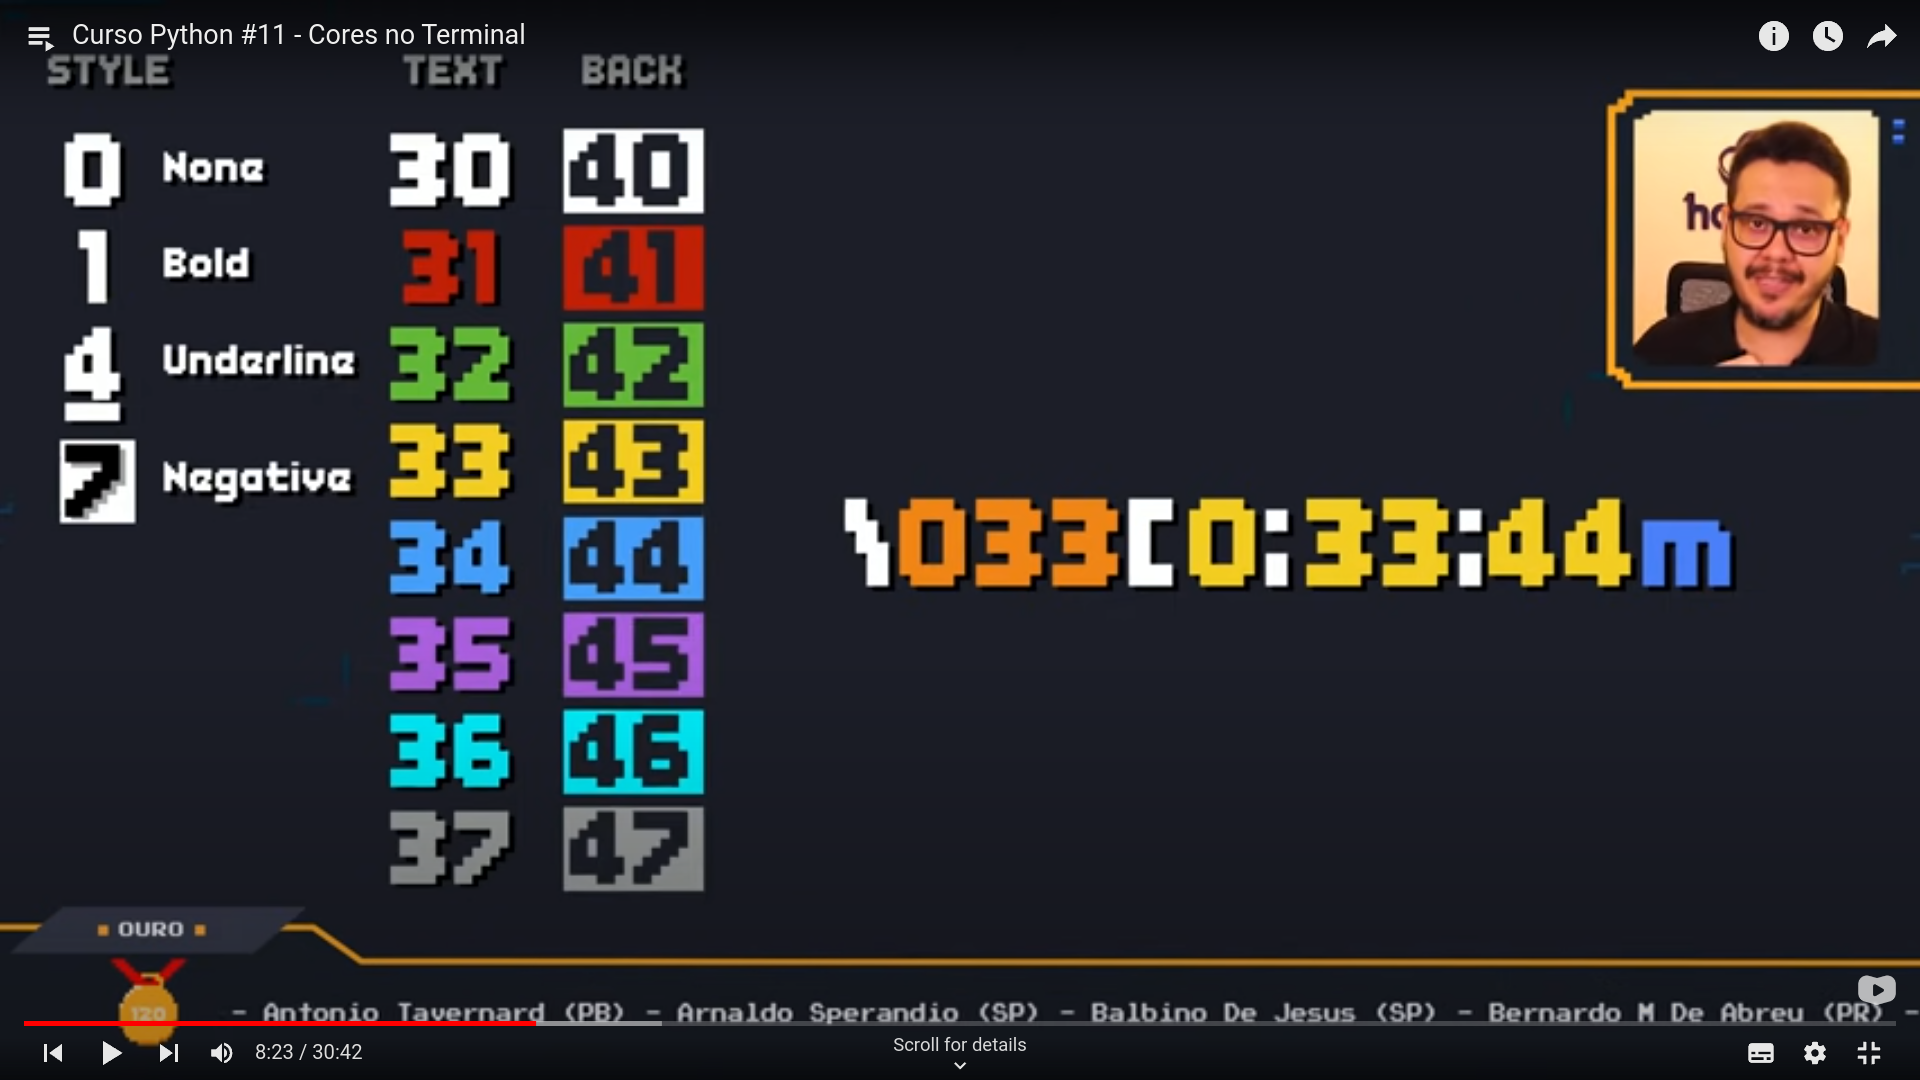 Curso Python #11 - Cores no Terminal
STYLE TEXT BACK
0 None 30 40
1 Bold 31 41
4 Underline 32 42
7 Negative 33 43
34 44
35 45
36 46
37 47
\033[0:33:44m
OURO
120
- Antonio Tavernard (PB) - Arnaldo Sperandio (SP) - Balbino De Jesus (SP) - Bernardo M De Abreu (PR) -
8:23 / 30:42
Scroll for details